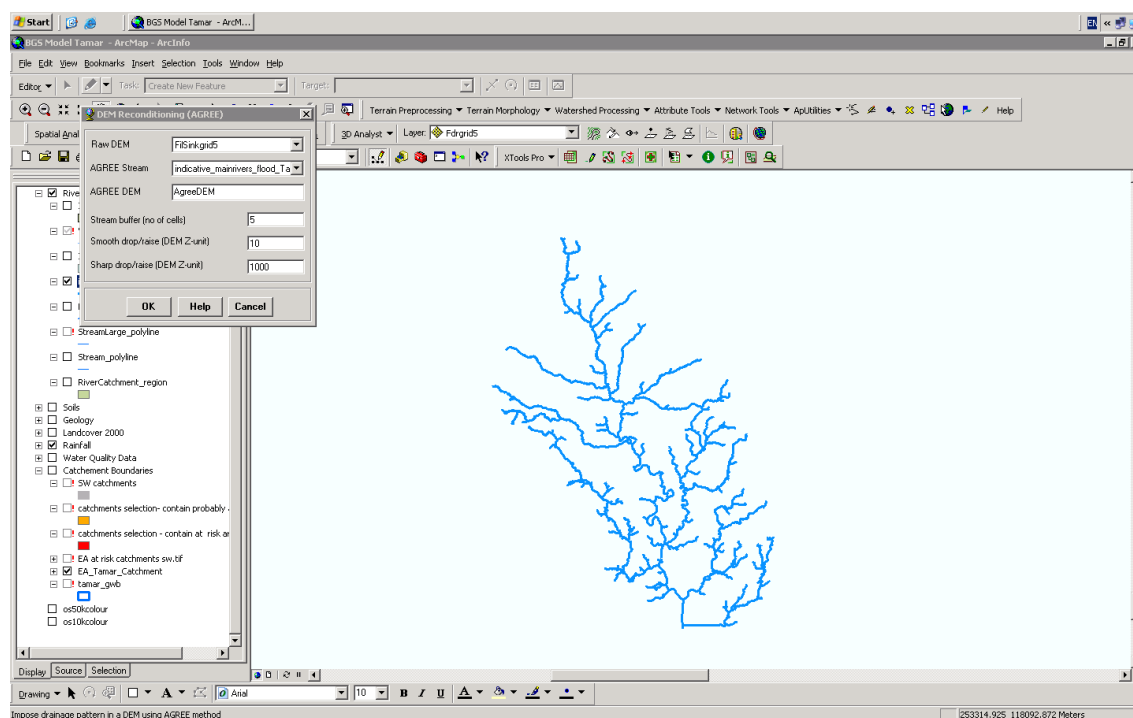 Start BGS Model Tamar - ArcM... EN «
BGS Model Tamar - ArcMap - ArcInfo
File Edit View Bookmarks Insert Selection Tools Window Help
Editor Task: Create New Feature Target:
Terrain Preprocessing Terrain Morphology Watershed Processing Attribute Tools Network Tools ApUtilities Help
Spatial Anal 3D Analyst Layer: Fdrgrid5
XTools Pro
DEM Reconditioning (AGREE)
Raw DEM FilSinkgrid5
AGREE Stream indicative_mainrivers_flood_Ta
AGREE DEM AgreeDEM
Stream buffer (no of cells) 5
Smooth drop/raise (DEM Z-unit) 10
Sharp drop/raise (DEM Z-unit) 1000
OK Help Cancel
Rive
StreamLarge_polyline
Stream_polyline
RiverCatchment_region
Soils
Geology
Landcover 2000
Rainfall
Water Quality Data
Catchement Boundaries
SW catchments
catchments selection- contain probably
catchments selection - contain at risk ar
EA at risk catchments sw.tif
EA_Tamar_Catchment
tamar_gwb
os50kcolour
os10kcolour
Display Source Selection
Drawing A Arial 10 B I U A
Impose drainage pattern in a DEM using AGREE method 253314.925 118092.872 Meters